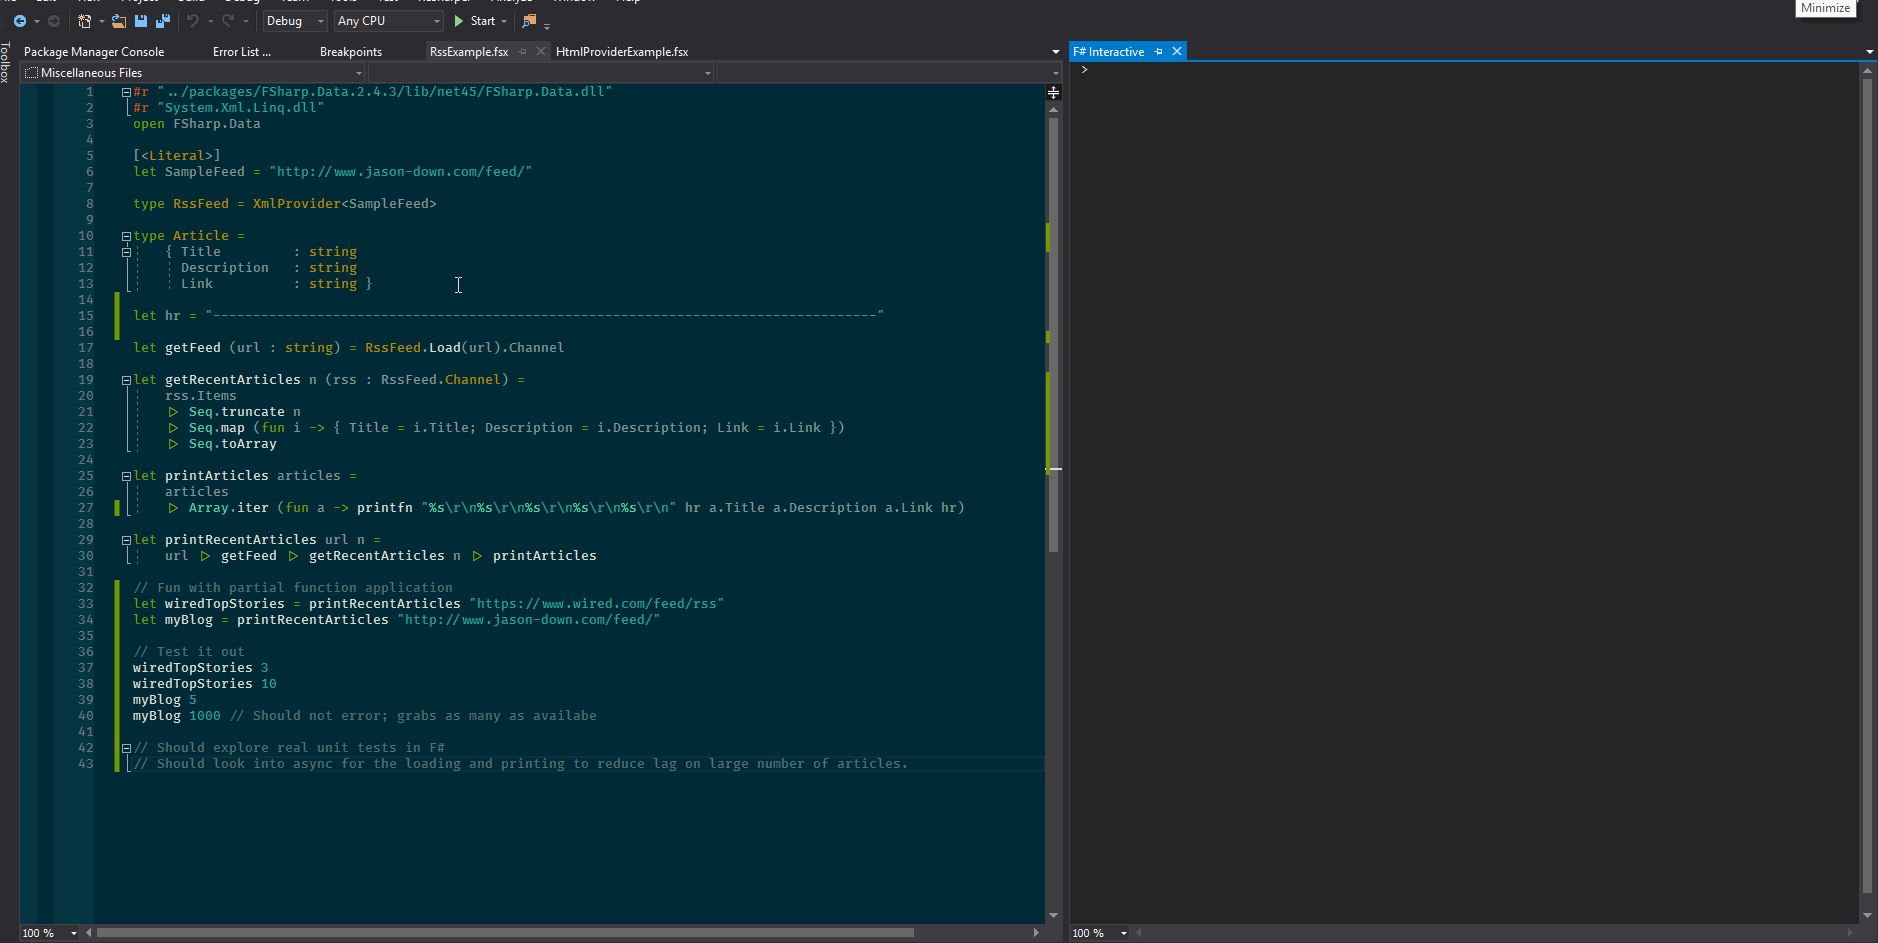 Minimize
Debug
Any CPU
Start
Toolbox
Package Manager Console
Error List ...
Breakpoints
RssExample.fsx
HtmlProviderExample.fsx
F# Interactive
Miscellaneous Files
>
1 #r "../packages/FSharp.Data.2.4.3/lib/net45/FSharp.Data.dll"
2 #r "System.Xml.Linq.dll"
3 open FSharp.Data
4
5 [<Literal>]
6 let SampleFeed = "http://www.jason-down.com/feed/"
7
8 type RssFeed = XmlProvider<SampleFeed>
9
10 type Article =
11 { Title : string
12 Description : string
13 Link : string }
14
15 let hr = "-----------------------------------------------------------------------------------"
16
17 let getFeed (url : string) = RssFeed.Load(url).Channel
18
19 let getRecentArticles n (rss : RssFeed.Channel) =
20 rss.Items
21 ▷ Seq.truncate n
22 ▷ Seq.map (fun i -> { Title = i.Title; Description = i.Description; Link = i.Link })
23 ▷ Seq.toArray
24
25 let printArticles articles =
26 articles
27 ▷ Array.iter (fun a -> printfn "%s\r\n%s\r\n%s\r\n%s\r\n%s\r\n" hr a.Title a.Description a.Link hr)
28
29 let printRecentArticles url n =
30 url ▷ getFeed ▷ getRecentArticles n ▷ printArticles
31
32 // Fun with partial function application
33 let wiredTopStories = printRecentArticles "https://www.wired.com/feed/rss"
34 let myBlog = printRecentArticles "http://www.jason-down.com/feed/"
35
36 // Test it out
37 wiredTopStories 3
38 wiredTopStories 10
39 myBlog 5
40 myBlog 1000 // Should not error; grabs as many as availabe
41
42 // Should explore real unit tests in F#
43 // Should look into async for the loading and printing to reduce lag on large number of articles.
100 %
100 %